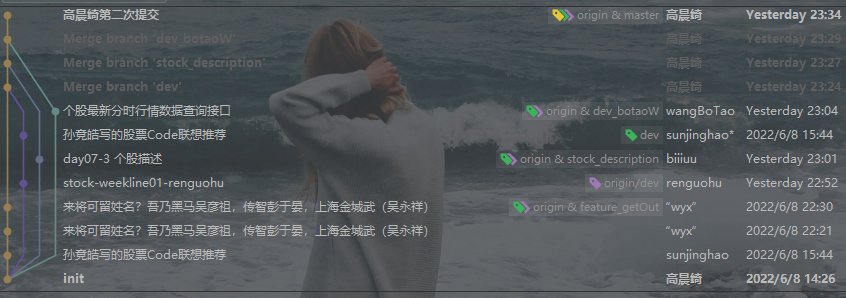 高晨绮第二次提交 origin & master 高晨绮 Yesterday 23:34
Merge branch 'dev_botaoW' 高晨绮 Yesterday 23:29
Merge branch 'stock_description' 高晨绮 Yesterday 23:27
Merge branch 'dev' 高晨绮 Yesterday 23:24
个股最新分时行情数据查询接口 origin & dev_botaoW wangBoTao Yesterday 23:04
孙竞皓写的股票Code联想推荐 dev sunjinghao* 2022/6/8 15:44
day07-3 个股描述 origin & stock_description biiiuu Yesterday 23:01
stock-weekline01-renguohu origin/dev renguohu Yesterday 22:52
来将可留姓名？吾乃黑马吴彦祖，传智彭于晏，上海金城武（吴永祥） origin & feature_getOut “wyx” 2022/6/8 22:30
来将可留姓名？吾乃黑马吴彦祖，传智彭于晏，上海金城武（吴永祥） “wyx” 2022/6/8 22:21
孙竞皓写的股票Code联想推荐 sunjinghao 2022/6/8 15:44
init 高晨绮 2022/6/8 14:26